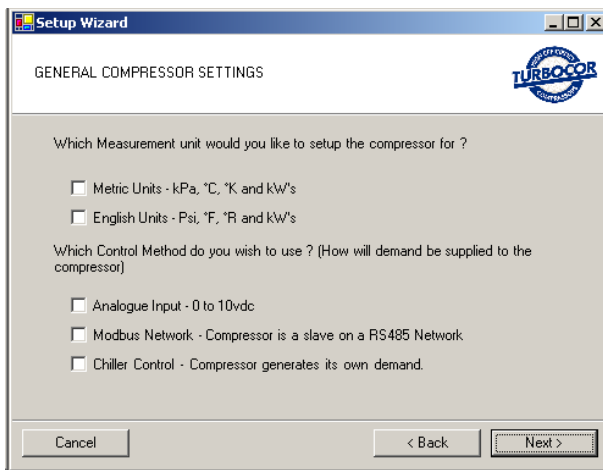 Setup Wizard
GENERAL COMPRESSOR SETTINGS
TURBOCOR
COMPRESSORS
Which Measurement unit would you like to setup the compressor for ?
Metric Units - kPa, °C, °K and kW's
English Units - Psi, °F, °R and kW's
Which Control Method do you wish to use ? (How will demand be supplied to the
compressor)
Analogue Input - 0 to 10vdc
Modbus Network - Compressor is a slave on a RS485 Network
Chiller Control - Compressor generates its own demand.
Cancel
< Back
Next >